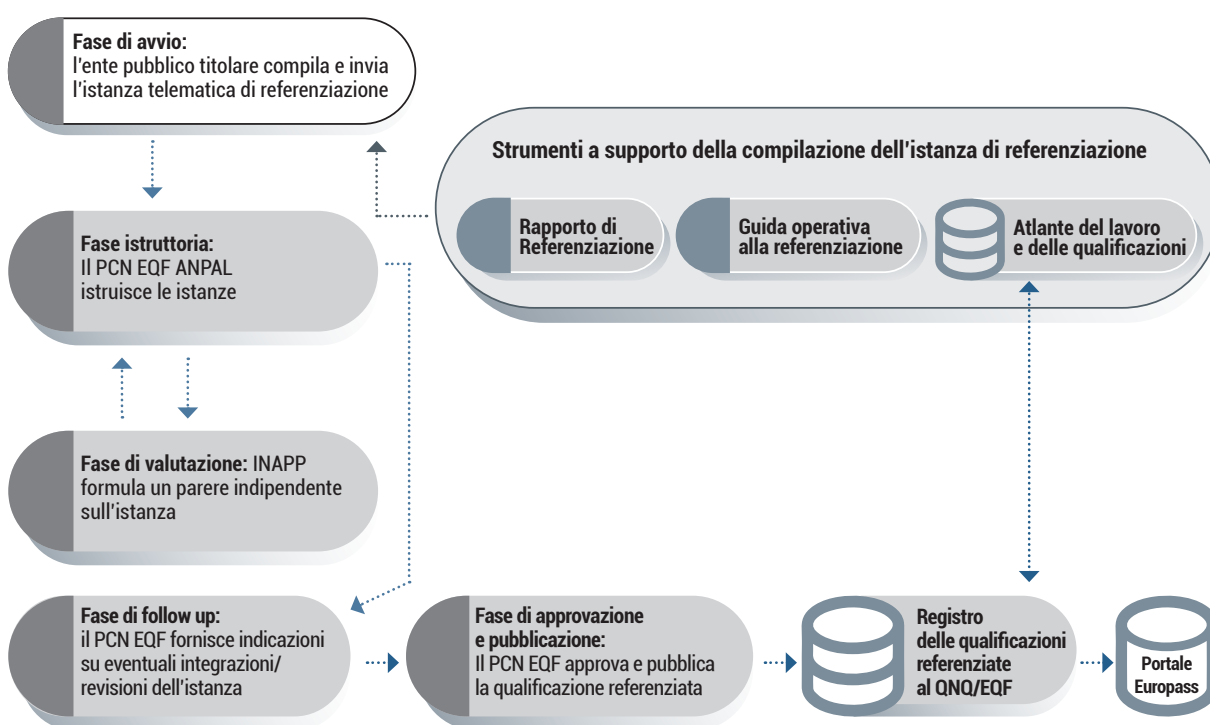 Fase di avvio:
l'ente pubblico titolare compila e invia
l'istanza telematica di referenziazione
Strumenti a supporto della compilazione dell'istanza di referenziazione
Rapporto di
Referenziazione
Guida operativa
alla referenziazione
Atlante del lavoro
e delle qualificazioni
Fase istruttoria:
Il PCN EQF ANPAL
istruisce le istanze
Fase di valutazione: INAPP
formula un parere indipendente
sull'istanza
Fase di follow up:
il PCN EQF fornisce indicazioni
su eventuali integrazioni/
revisioni dell'istanza
Fase di approvazione
e pubblicazione:
Il PCN EQF approva e pubblica
la qualificazione referenziata
Registro
delle qualificazioni
referenziate
al QNQ/EQF
Portale
Europass